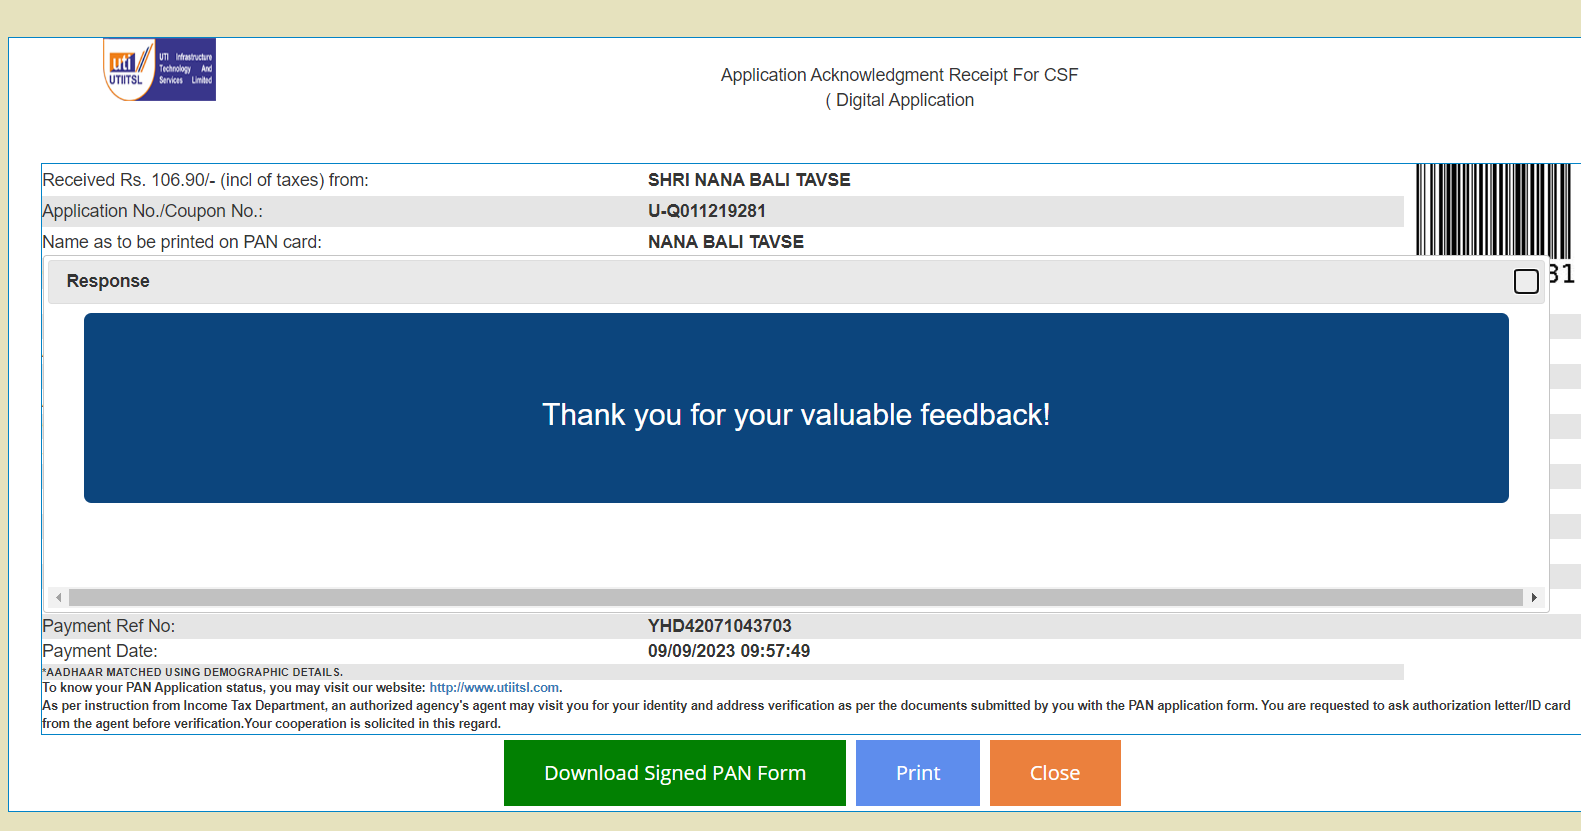 uti
UTIITSL
UTI Infrastructure
Technology And
Services Limited
Application Acknowledgment Receipt For CSF
( Digital Application
Received Rs. 106.90/- (incl of taxes) from: SHRI NANA BALI TAVSE
Application No./Coupon No.: U-Q011219281
Name as to be printed on PAN card: NANA BALI TAVSE
Response
31
Thank you for your valuable feedback!
Payment Ref No: YHD42071043703
Payment Date: 09/09/2023 09:57:49
*AADHAAR MATCHED USING DEMOGRAPHIC DETAILS.
To know your PAN Application status, you may visit our website: http://www.utiitsl.com.
As per instruction from Income Tax Department, an authorized agency's agent may visit you for your identity and address verification as per the documents submitted by you with the PAN application form. You are requested to ask authorization letter/ID card
from the agent before verification.Your cooperation is solicited in this regard.
Download Signed PAN Form Print Close